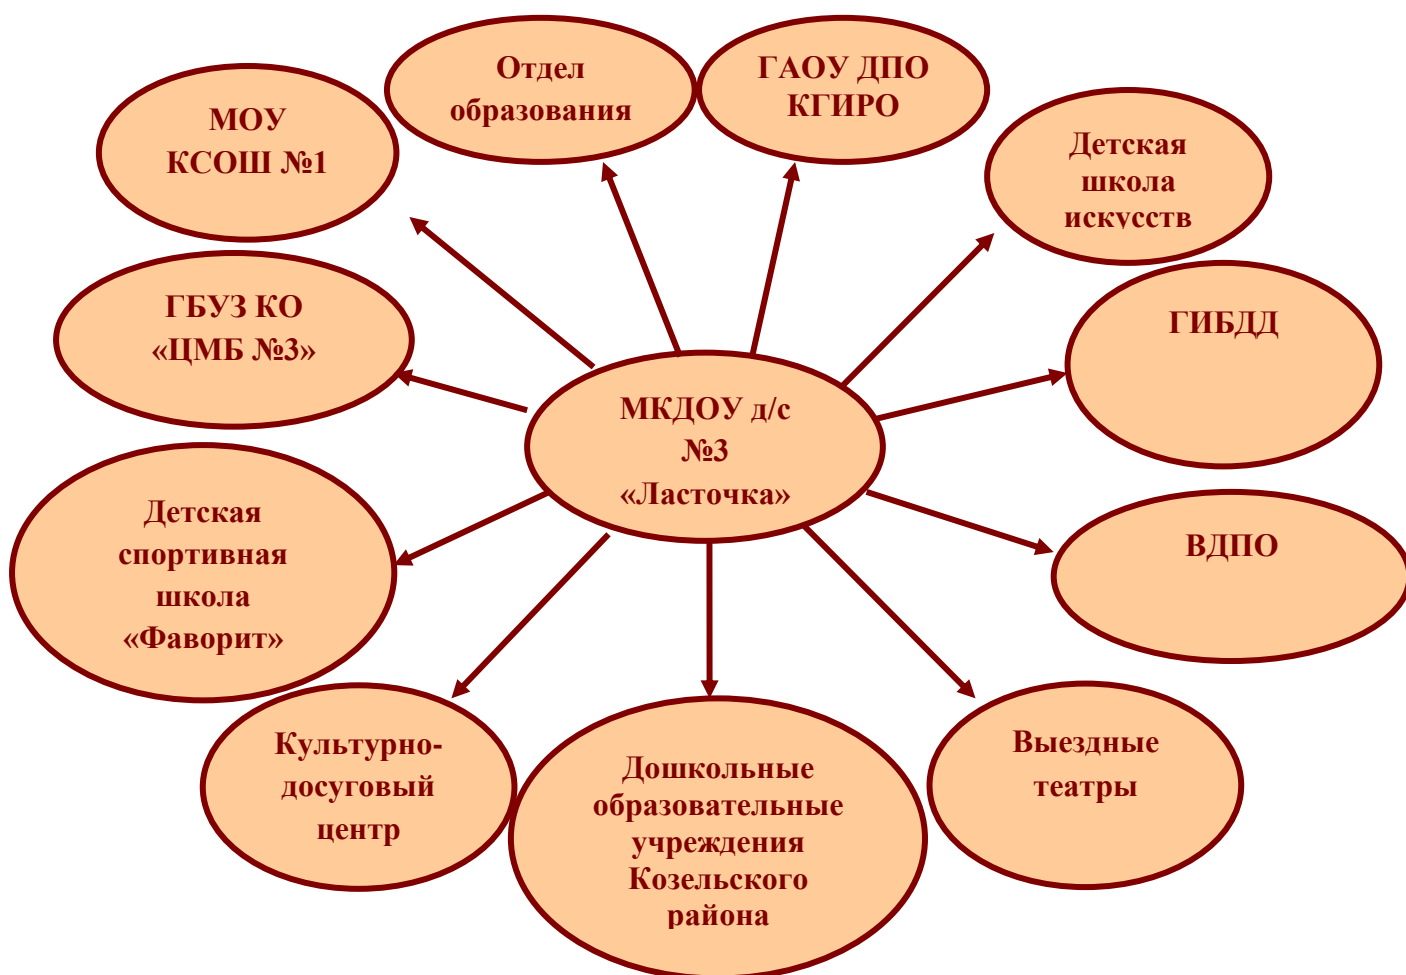 Отдел
образования
ГАОУ ДПО
КГИРО
МОУ
КСОШ №1
Детская
школа
искусств
ГБУЗ КО
«ЦМБ №3»
ГИБДД
МКДОУ д/с
№3
«Ласточка»
Детская
спортивная
школа
«Фаворит»
ВДПО
Культурно-
досуговый
центр
Дошкольные
образовательные
учреждения
Козельского
района
Выездные
театры